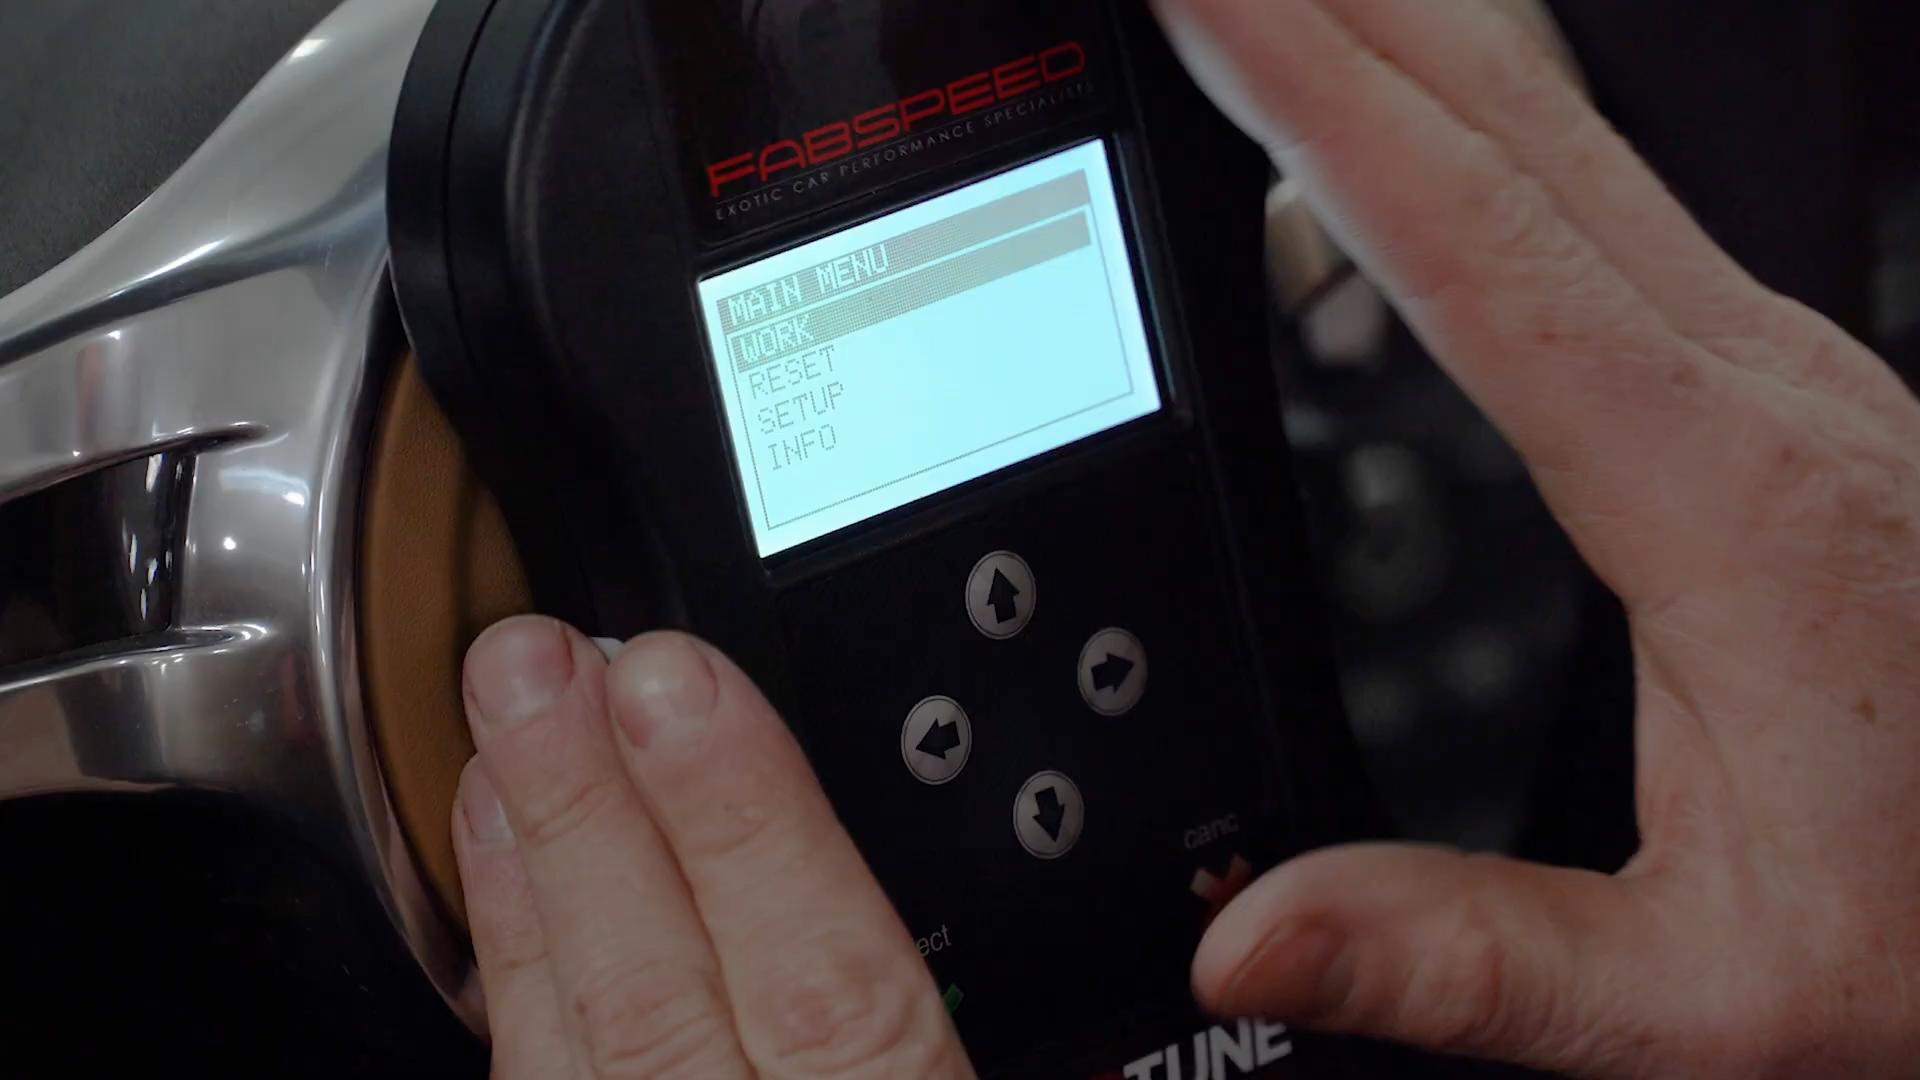 FABSPEED
EXOTIC CAR PERFORMANCE SPECIALISTS
MAIN MENU
WORK
RESET
SETUP
INFO
canc
ect
TUNE